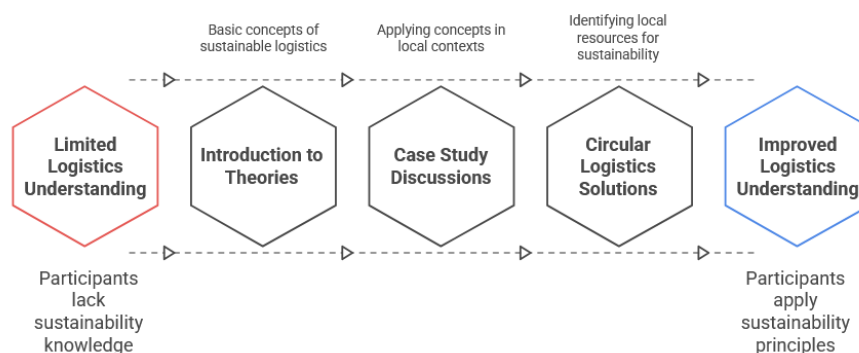 Basic concepts of
sustainable logistics
Applying concepts in
local contexts
Identifying local
resources for
sustainability
Limited
Logistics
Understanding
Introduction to
Theories
Case Study
Discussions
Circular
Logistics
Solutions
Improved
Logistics
Understanding
Participants
lack
sustainability
knowledge
Participants
apply
sustainability
principles